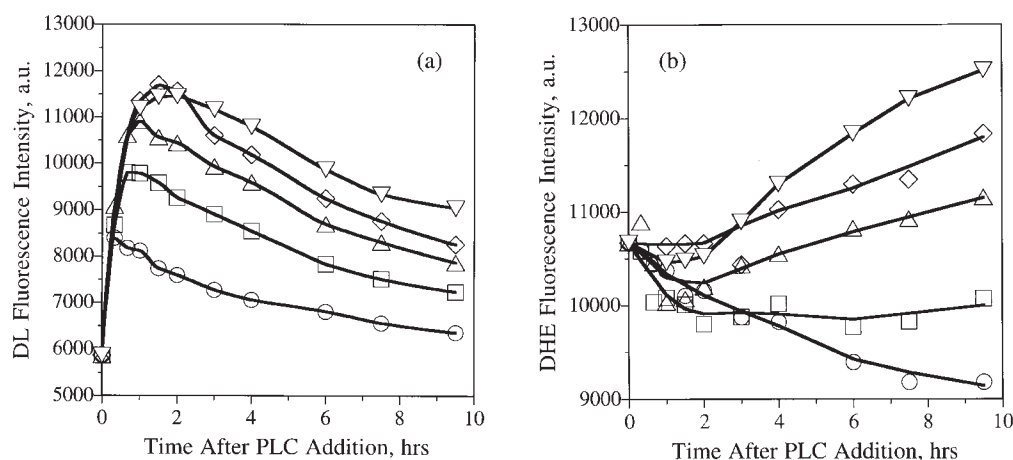 (a)
DL Fluorescence Intensity, a.u.
13000
12000
11000
10000
9000
8000
7000
6000
5000
0 2 4 6 8 10
Time After PLC Addition, hrs
(b)
DHE Fluorescence Intensity, a.u.
13000
12000
11000
10000
9000
0 2 4 6 8 10
Time After PLC Addition, hrs